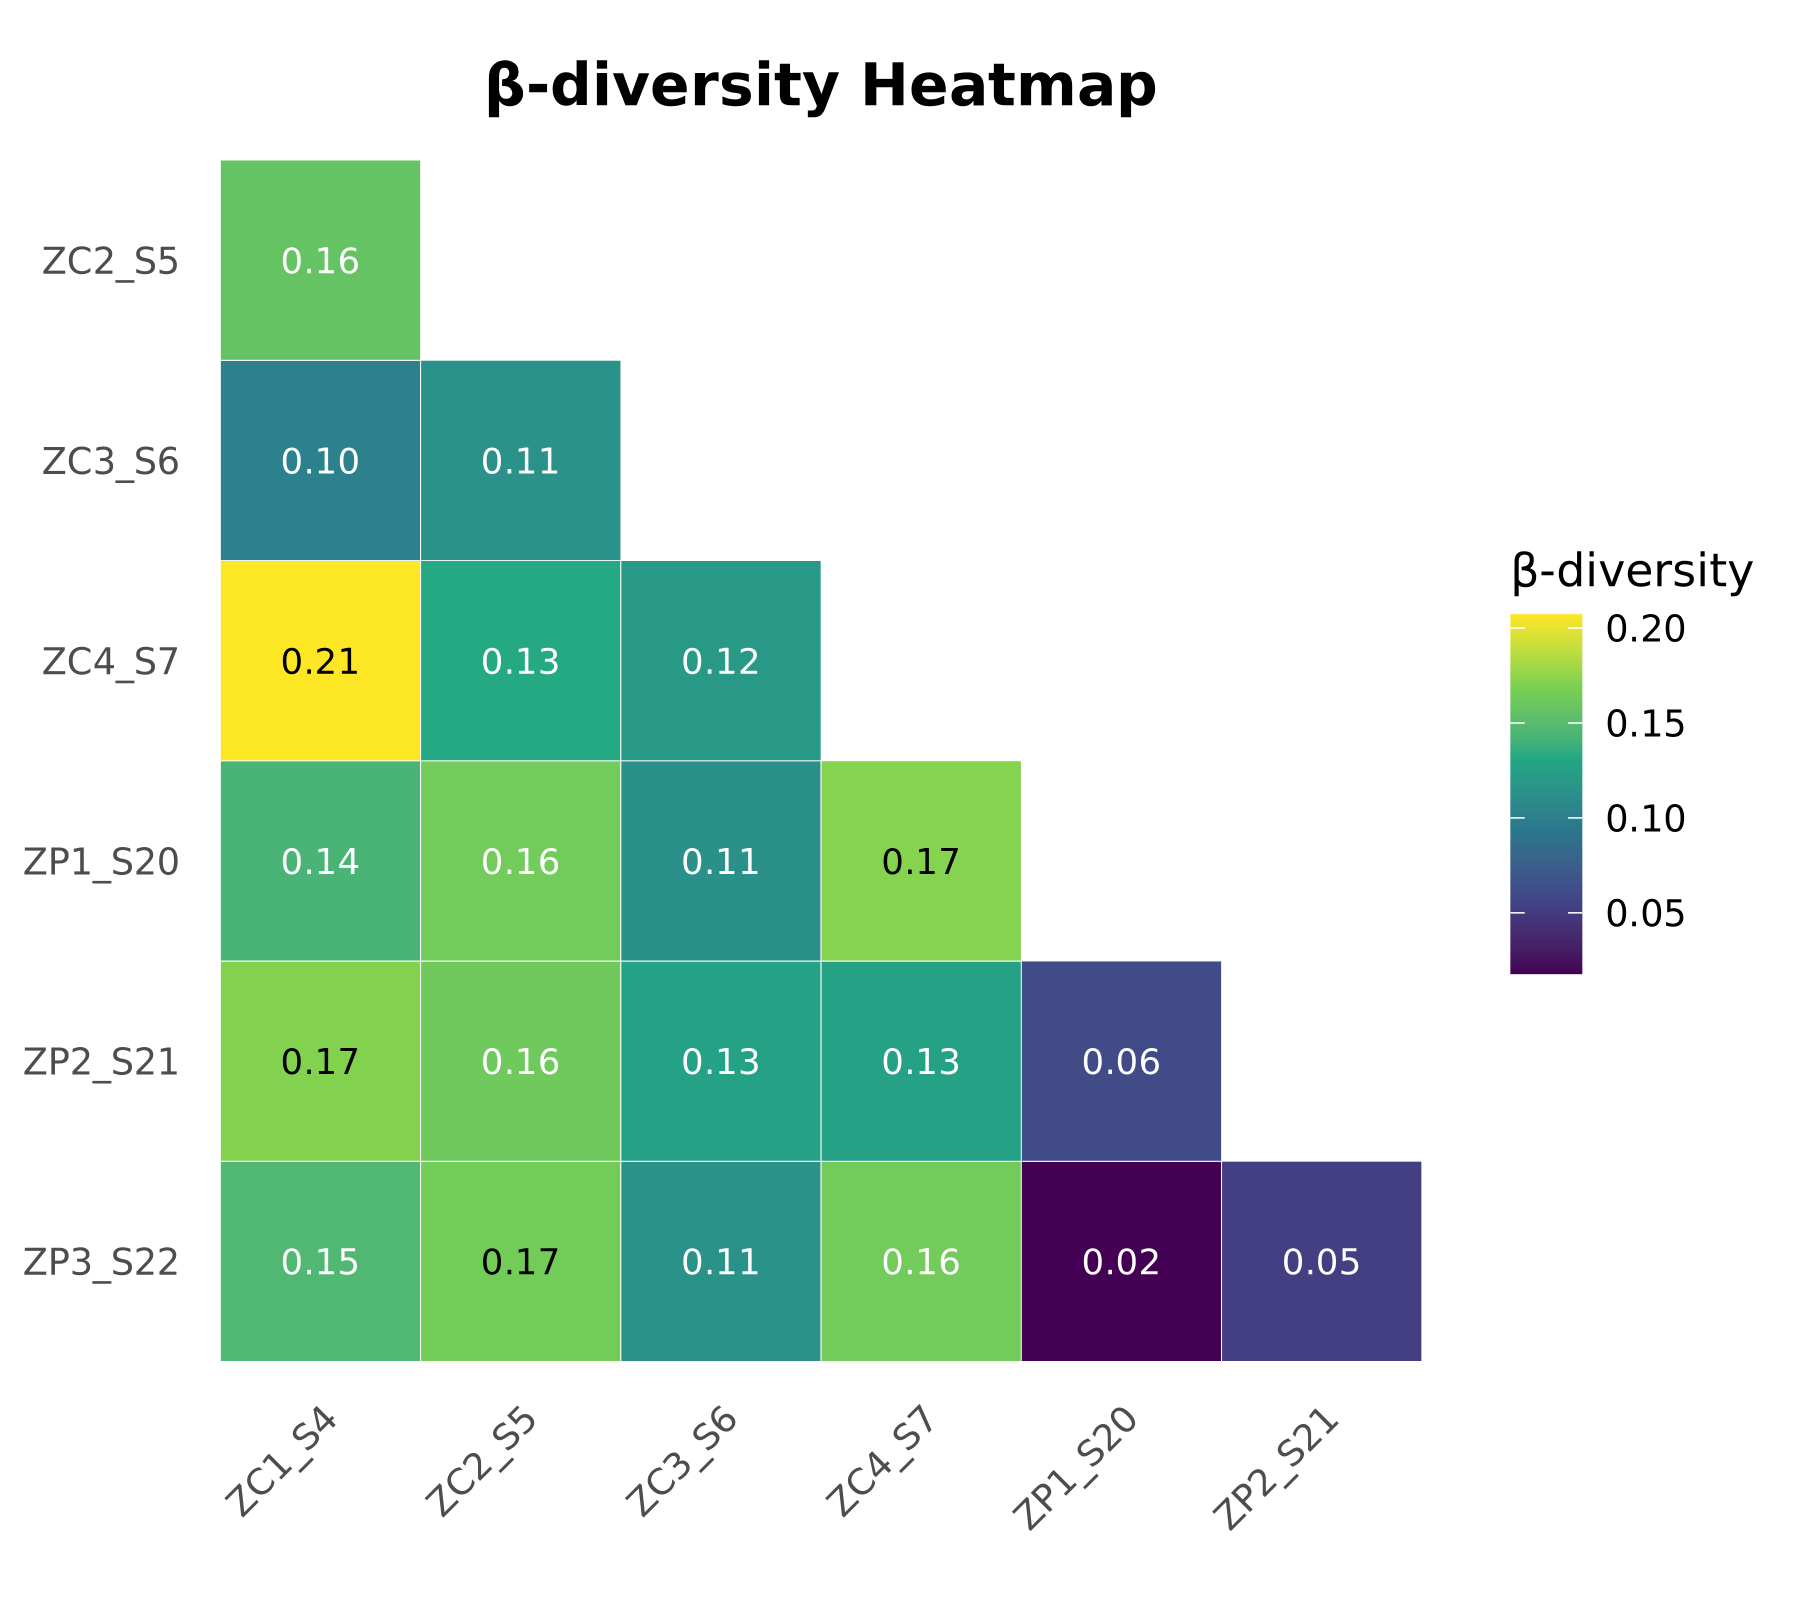 β-diversity Heatmap
ZC2_S5 0.16
ZC3_S6 0.10 0.11
ZC4_S7 0.21 0.13 0.12
ZP1_S20 0.14 0.16 0.11 0.17
ZP2_S21 0.17 0.16 0.13 0.13 0.06
ZP3_S22 0.15 0.17 0.11 0.16 0.02 0.05
ZC1_S4 ZC2_S5 ZC3_S6 ZC4_S7 ZP1_S20 ZP2_S21
β-diversity
0.20
0.15
0.10
0.05